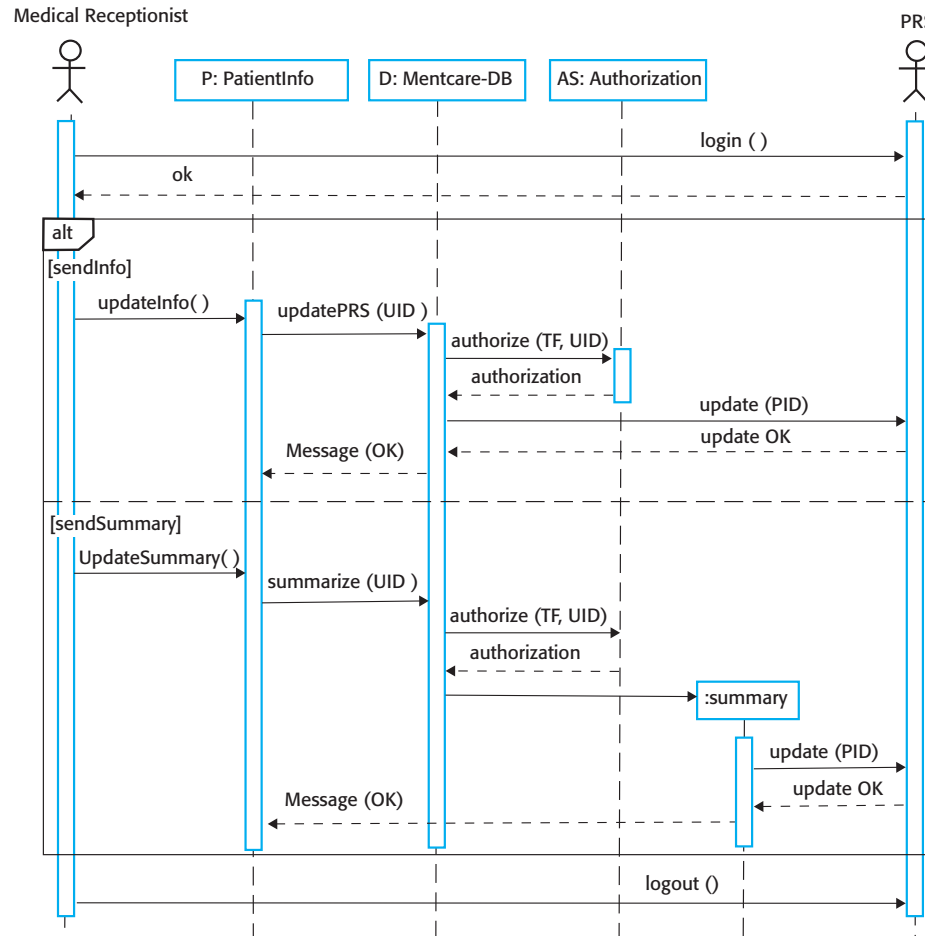 Medical Receptionist
PRS
P: PatientInfo
D: Mentcare-DB
AS: Authorization
login ( )
ok
alt
[sendInfo]
updateInfo( )
updatePRS (UID )
authorize (TF, UID)
authorization
update (PID)
update OK
Message (OK)
[sendSummary]
UpdateSummary( )
summarize (UID )
authorize (TF, UID)
authorization
:summary
update (PID)
update OK
Message (OK)
logout ()